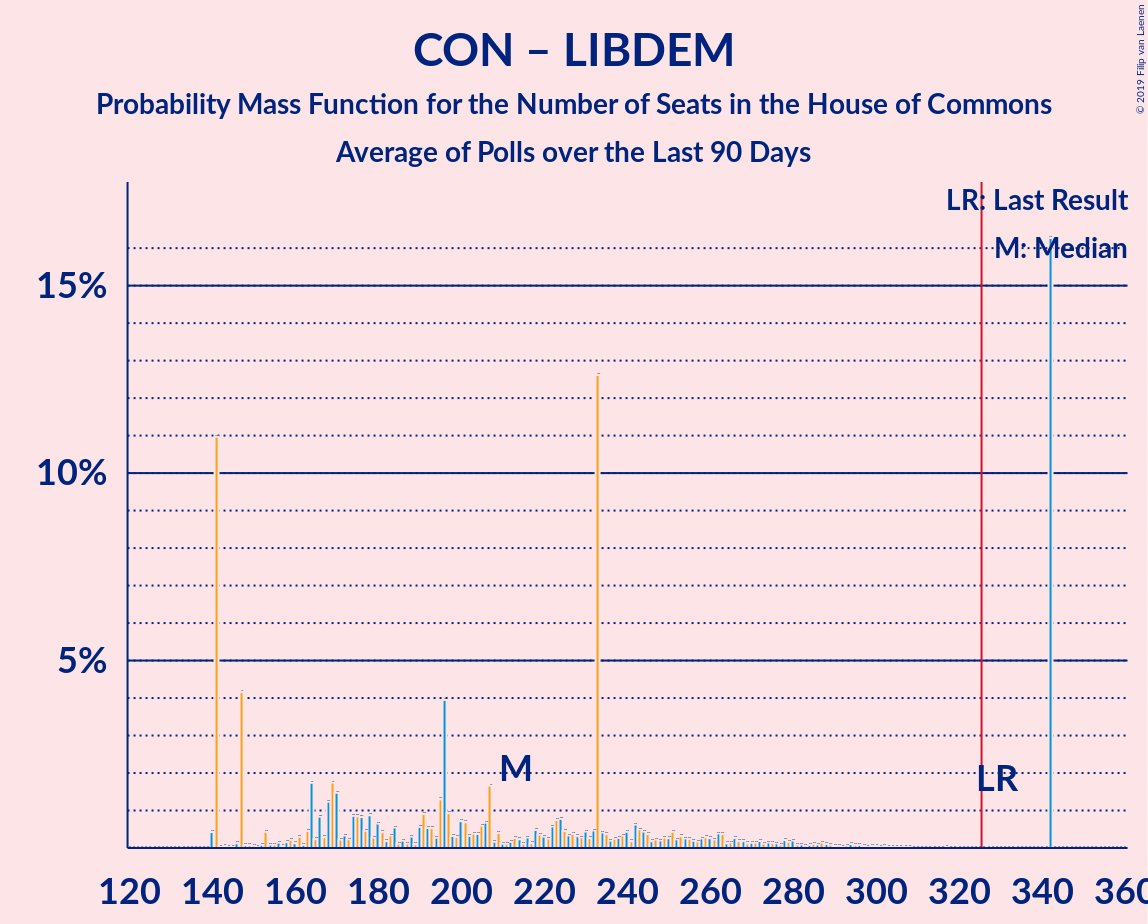 CON – LIBDEM
Probability Mass Function for the Number of Seats in the House of Commons
Average of Polls over the Last 90 Days
© 2019 Filip van Laenen
LR: Last Result
M: Median
15%
10%
5%
M
LR
120 140 160 180 200 220 240 260 280 300 320 340 360